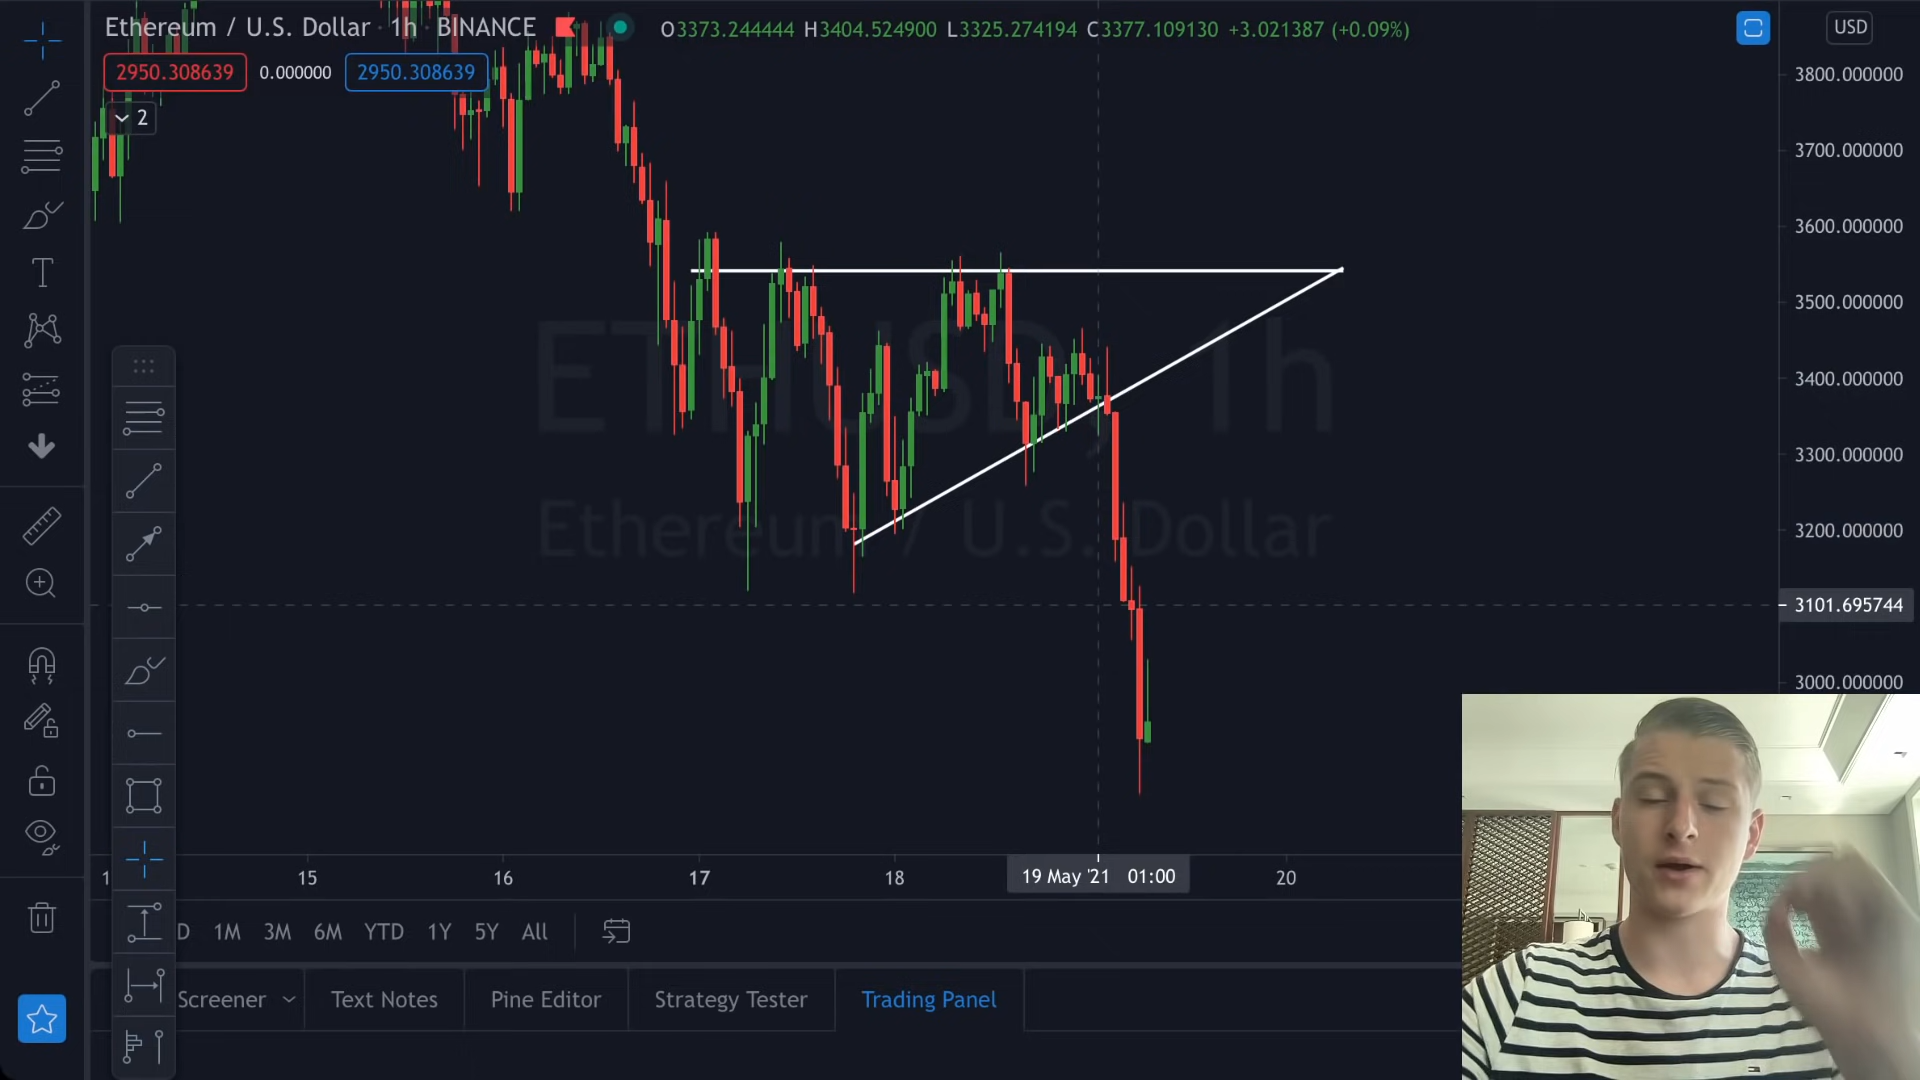 Ethereum / U.S. Dollar · 1h · BINANCE
O3373.244444 H3404.524900 L3325.274194 C3377.109130 +3.021387 (+0.09%)
USD
2950.308639 0.000000 2950.308639
2
3800.000000
3700.000000
3600.000000
3500.000000
3400.000000
3300.000000
3200.000000
3101.695744
3000.000000
ETHUSD, 1h
Ethereum / U.S. Dollar
15 16 17 18 19 May '21 01:00 20
D 1M 3M 6M YTD 1Y 5Y All
Screener Text Notes Pine Editor Strategy Tester Trading Panel